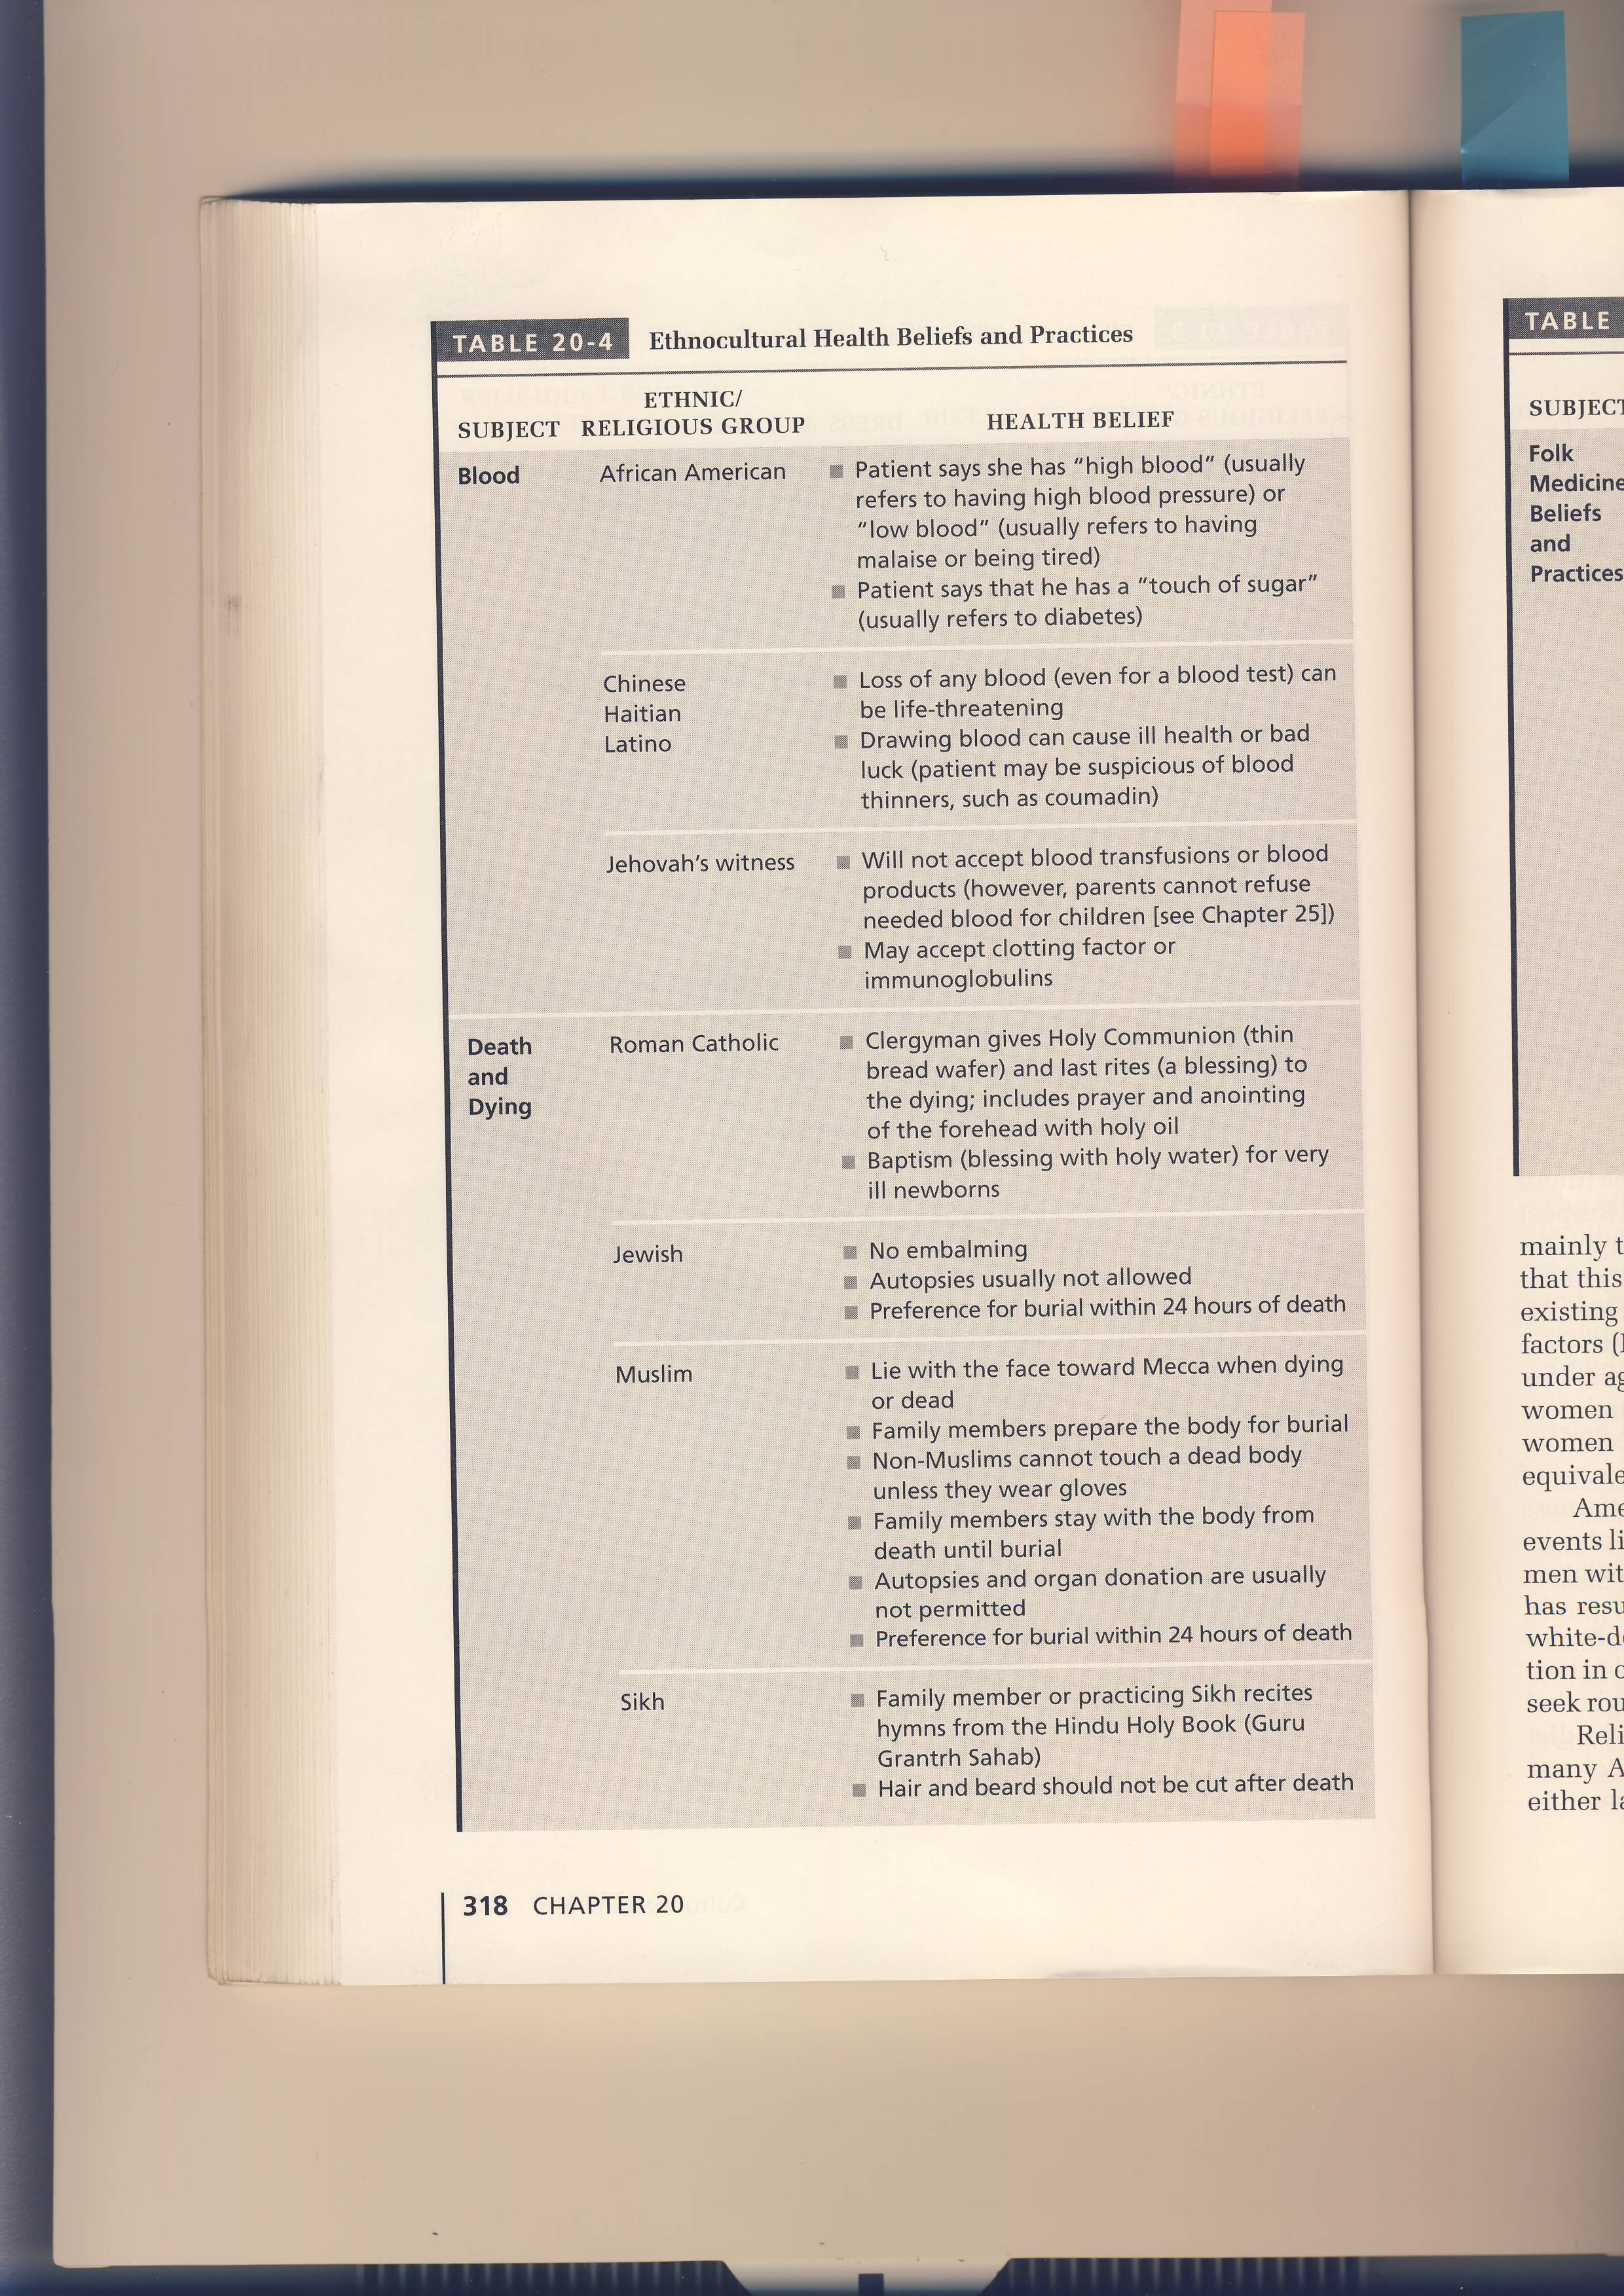 TABLE 20-4 Ethnocultural Health Beliefs and Practices
ETHNIC/
SUBJECT RELIGIOUS GROUP HEALTH BELIEF
Blood African American ■ Patient says she has “high blood” (usually
refers to having high blood pressure) or
“low blood” (usually refers to having
malaise or being tired)
■ Patient says that he has a “touch of sugar”
(usually refers to diabetes)
Chinese ■ Loss of any blood (even for a blood test) can
Haitian be life-threatening
Latino ■ Drawing blood can cause ill health or bad
luck (patient may be suspicious of blood
thinners, such as coumadin)
Jehovah’s witness ■ Will not accept blood transfusions or blood
products (however, parents cannot refuse
needed blood for children [see Chapter 25])
■ May accept clotting factor or
immunoglobulins
Death Roman Catholic ■ Clergyman gives Holy Communion (thin
and bread wafer) and last rites (a blessing) to
Dying the dying; includes prayer and anointing
of the forehead with holy oil
■ Baptism (blessing with holy water) for very
ill newborns
Jewish ■ No embalming
■ Autopsies usually not allowed
■ Preference for burial within 24 hours of death
Muslim ■ Lie with the face toward Mecca when dying
or dead
■ Family members prepare the body for burial
■ Non-Muslims cannot touch a dead body
unless they wear gloves
■ Family members stay with the body from
death until burial
■ Autopsies and organ donation are usually
not permitted
■ Preference for burial within 24 hours of death
Sikh ■ Family member or practicing Sikh recites
hymns from the Hindu Holy Book (Guru
Grantrh Sahab)
■ Hair and beard should not be cut after death
318 CHAPTER 20
TABLE
SUBJECT
Folk
Medicine
Beliefs
and
Practices
mainly t
that this
existing
factors (
under ag
women
women
equivale
Ame
events li
men wit
has resu
white-d
tion in o
seek rou
Reli
many A
either la